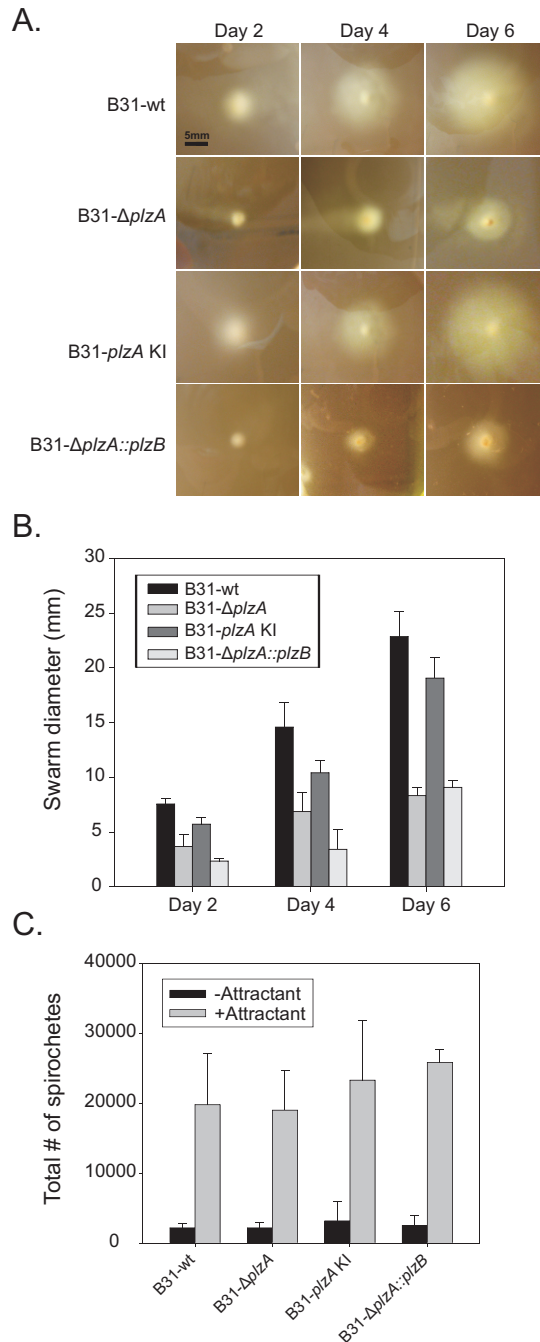 A.
Day 2 Day 4 Day 6
B31-wt
5mm
B31-ΔplzA
B31-plzA KI
B31-ΔplzA::plzB
B.
30
25
20
15
10
5
0
Swarm diameter (mm)
B31-wt
B31-ΔplzA
B31-plzA KI
B31-ΔplzA::plzB
Day 2 Day 4 Day 6
C.
40000
30000
20000
10000
0
Total # of spirochetes
-Attractant
+Attractant
B31-wt
B31-ΔplzA
B31-plzA KI
B31-ΔplzA::plzB